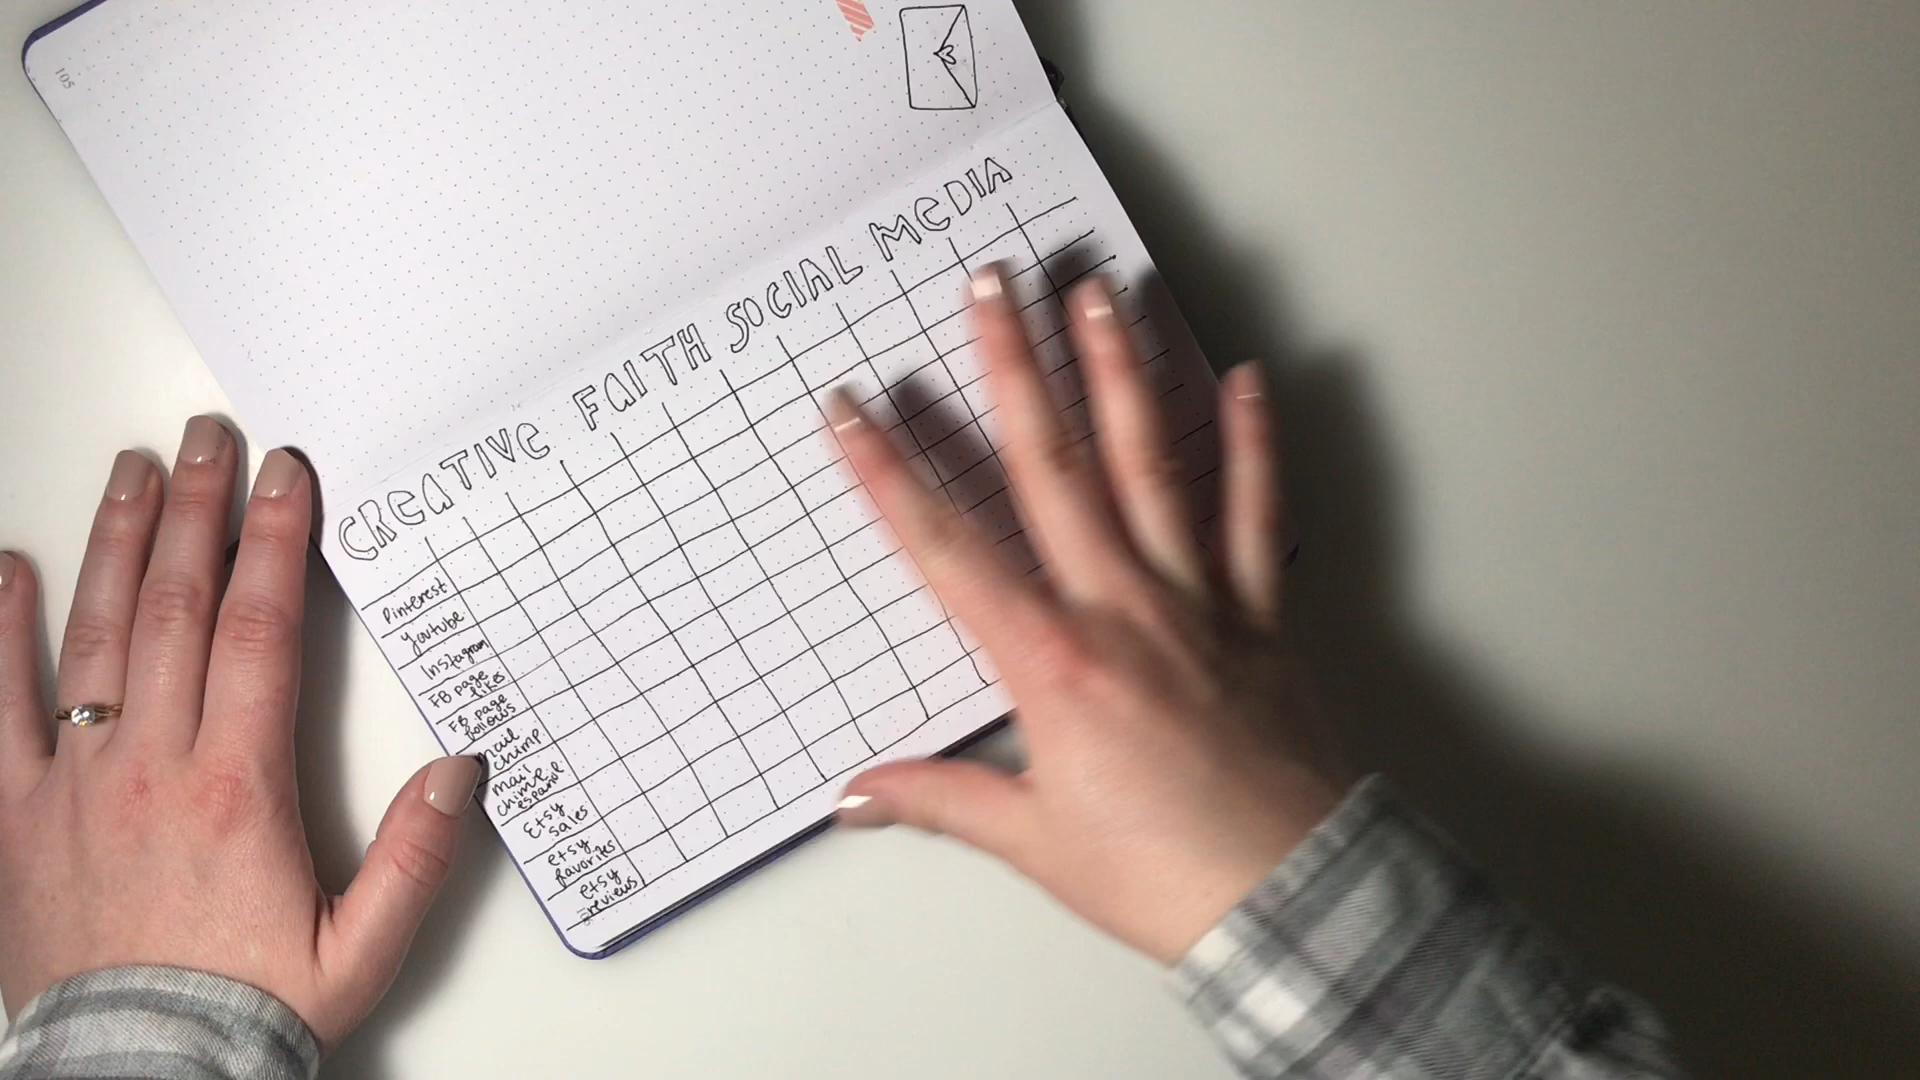 105
CREATIVE FAITH SOCIAL MEDIA
Pinterest
Youtube
Instagram
FB page
likes
FB page
follows
mail
chimp
mail
chimp
español
Etsy
sales
etsy
favorites
etsy
reviews